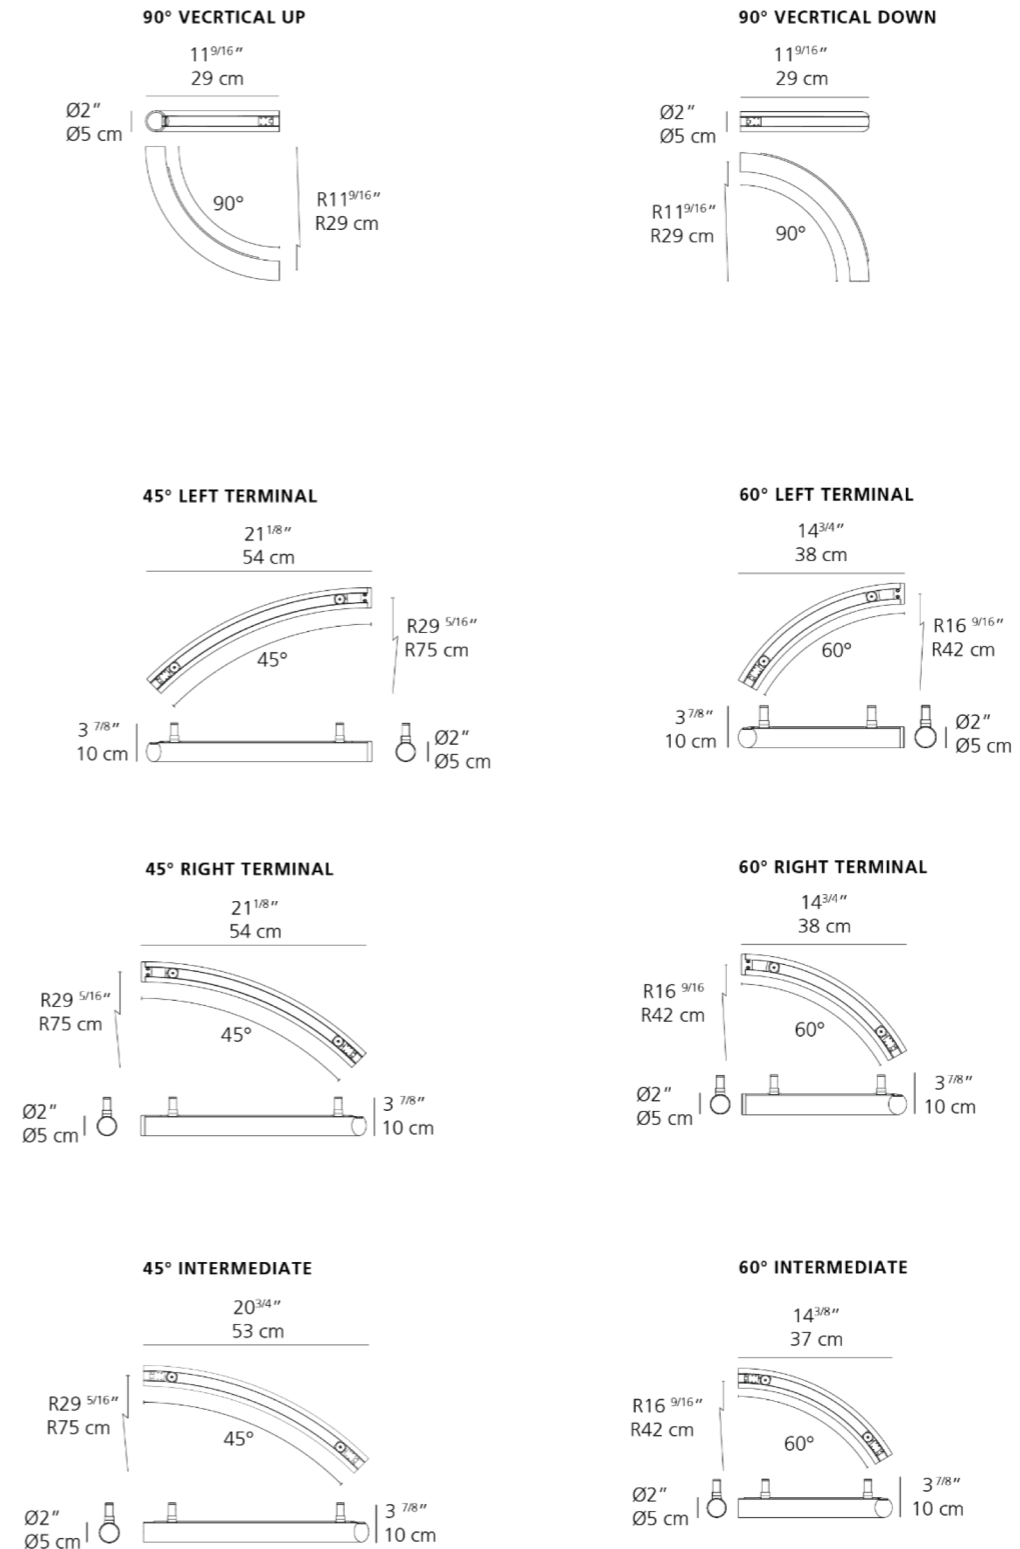 90° VECRTICAL UP
11 9/16″
29 cm
Ø2″
Ø5 cm
90°
R11 9/16″
R29 cm
90° VECRTICAL DOWN
11 9/16″
29 cm
Ø2″
Ø5 cm
R11 9/16″
R29 cm
90°
45° LEFT TERMINAL
21 1/8″
54 cm
45°
R29 5/16″
R75 cm
3 7/8″
10 cm
Ø2″
Ø5 cm
60° LEFT TERMINAL
14 3/4″
38 cm
60°
R16 9/16″
R42 cm
3 7/8″
10 cm
Ø2″
Ø5 cm
45° RIGHT TERMINAL
21 1/8″
54 cm
R29 5/16″
R75 cm
45°
Ø2″
Ø5 cm
3 7/8″
10 cm
60° RIGHT TERMINAL
14 3/4″
38 cm
R16 9/16
R42 cm
60°
Ø2″
Ø5 cm
3 7/8″
10 cm
45° INTERMEDIATE
20 3/4″
53 cm
R29 5/16″
R75 cm
45°
Ø2″
Ø5 cm
3 7/8″
10 cm
60° INTERMEDIATE
14 3/8″
37 cm
R16 9/16″
R42 cm
60°
Ø2″
Ø5 cm
3 7/8″
10 cm